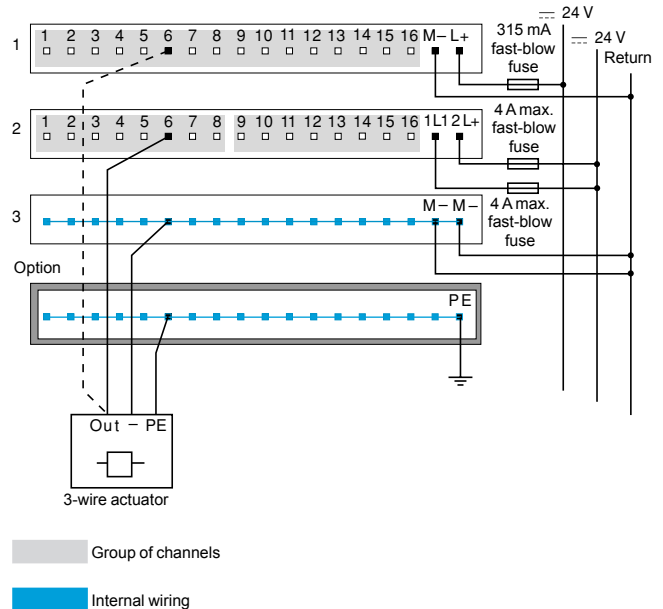 ⎓ 24 V
⎓ 24 V
Return
1 1 2 3 4 5 6 7 8 9 10 11 12 13 14 15 16 M– L+
315 mA
fast-blow
fuse
2 1 2 3 4 5 6 7 8 9 10 11 12 13 14 15 16 1L1 2L+
4 A max.
fast-blow
fuse
3 M– M–
4 A max.
fast-blow
fuse
Option
PE
Out – PE
3-wire actuator
Group of channels
Internal wiring